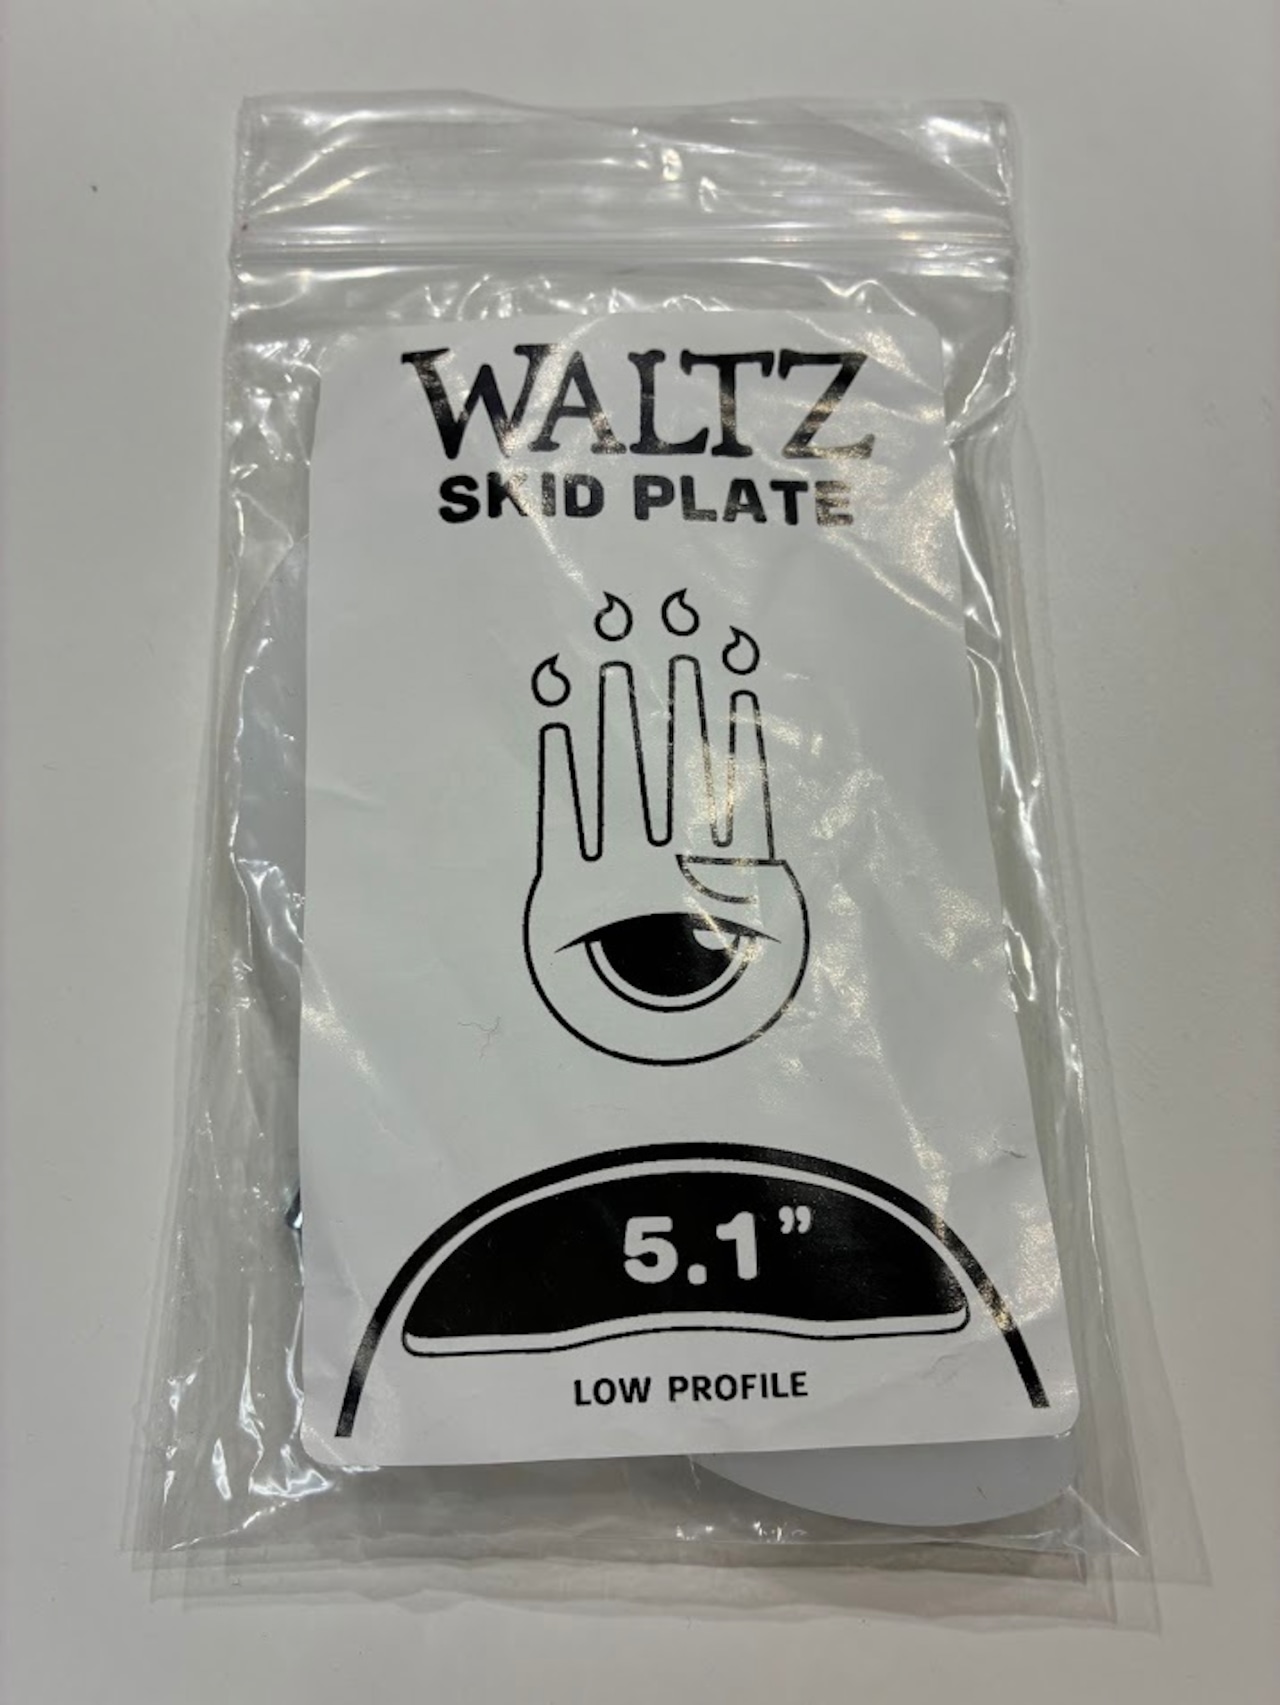 WALTZ
SKID PLATE
5.1”
LOW PROFILE